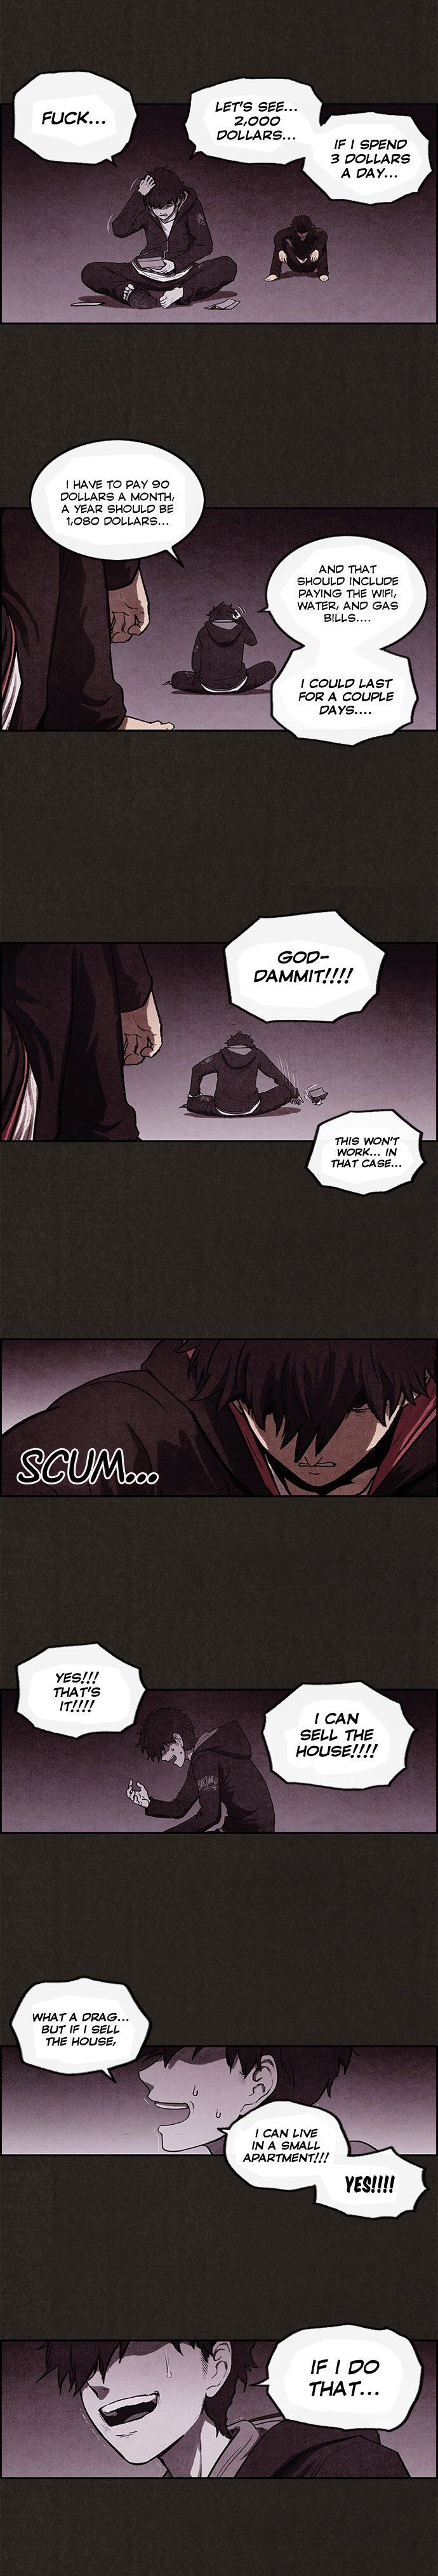 FUCK...
LET'S SEE...
2,000
DOLLARS...
IF I SPEND
3 DOLLARS
A DAY...
I HAVE TO PAY 90
DOLLARS A MONTH,
A YEAR SHOULD BE
1,080 DOLLARS...
AND THAT
SHOULD INCLUDE
PAYING THE WIFI,
WATER, AND GAS
BILLS....
I COULD LAST
FOR A COUPLE
DAYS....
GOD-
DAMMIT!!!!
THIS WON'T
WORK... IN
THAT CASE...
SCUM...
YES!!!
THAT'S
IT!!!!
I CAN
SELL THE
HOUSE!!!!
WHAT A DRAG...
BUT IF I SELL
THE HOUSE,
I CAN LIVE
IN A SMALL
APARTMENT!!!
YES!!!!
IF I DO
THAT...